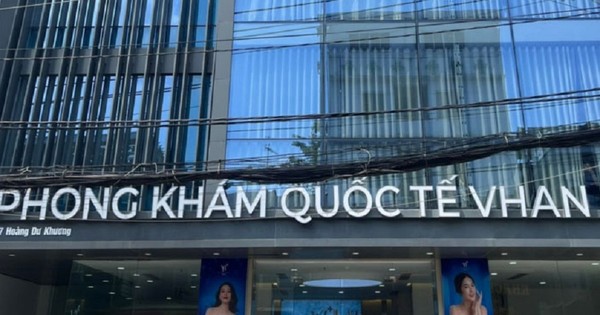 PHONG KHÁM QUỐC TẾ VHAN
7 Hoàng Dư Khương